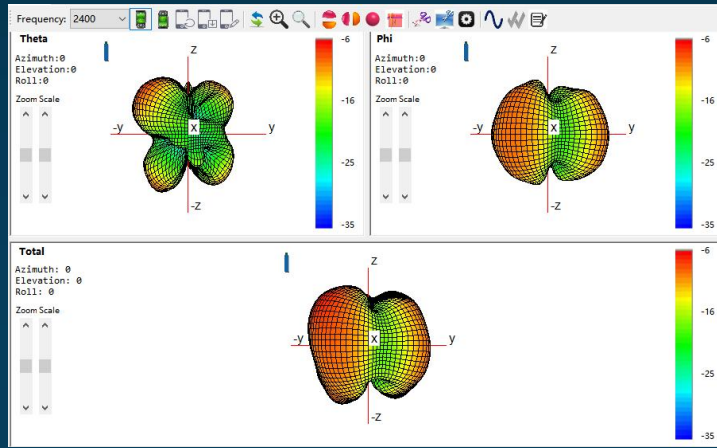 Frequency: 2400
Theta
Azimuth:0
Elevation:0
Roll:0
Zoom Scale
z
-y
x
y
-z
-6
-16
-25
-35
Phi
Azimuth:0
Elevation:0
Roll:0
Zoom Scale
z
-y
x
y
-z
-6
-16
-25
-35
Total
Azimuth: 0
Elevation: 0
Roll: 0
Zoom Scale
z
-y
x
y
-z
-6
-16
-25
-35